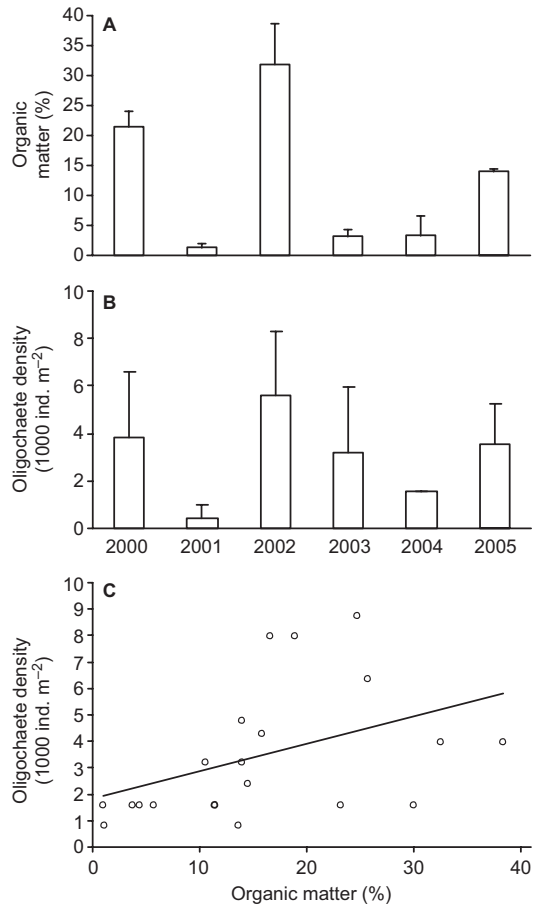 A
Organic
matter (%)
40
35
30
25
20
15
10
5
0
B
Oligochaete density
(1000 ind. m⁻²)
10
8
6
4
2
0
2000 2001 2002 2003 2004 2005
C
Oligochaete density
(1000 ind. m⁻²)
10
9
8
7
6
5
4
3
2
1
0
0 10 20 30 40
Organic matter (%)